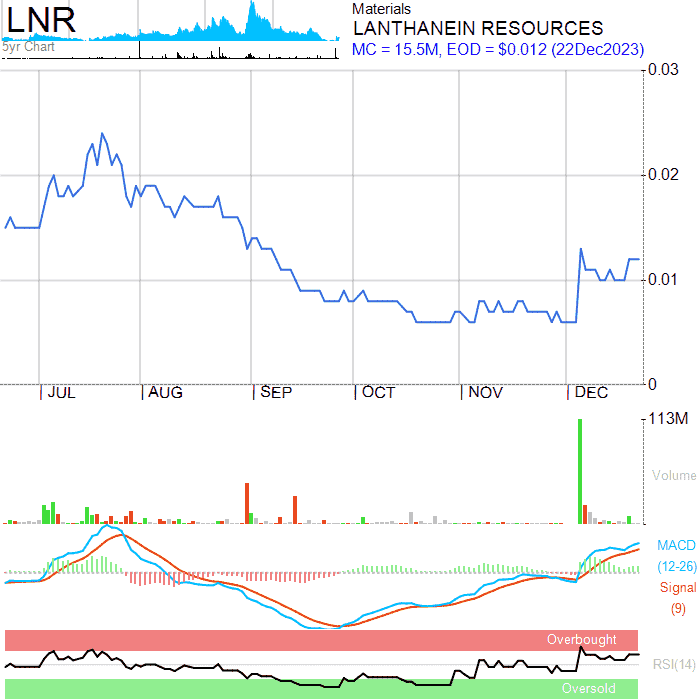 LNR
5yr Chart
Materials
LANTHANEIN RESOURCES
MC = 15.5M, EOD = $0.012 (22Dec2023)
0.03
0.02
0.01
0
JUL AUG SEP OCT NOV DEC
113M
Volume
MACD
(12-26)
Signal
(9)
Overbought
RSI(14)
Oversold